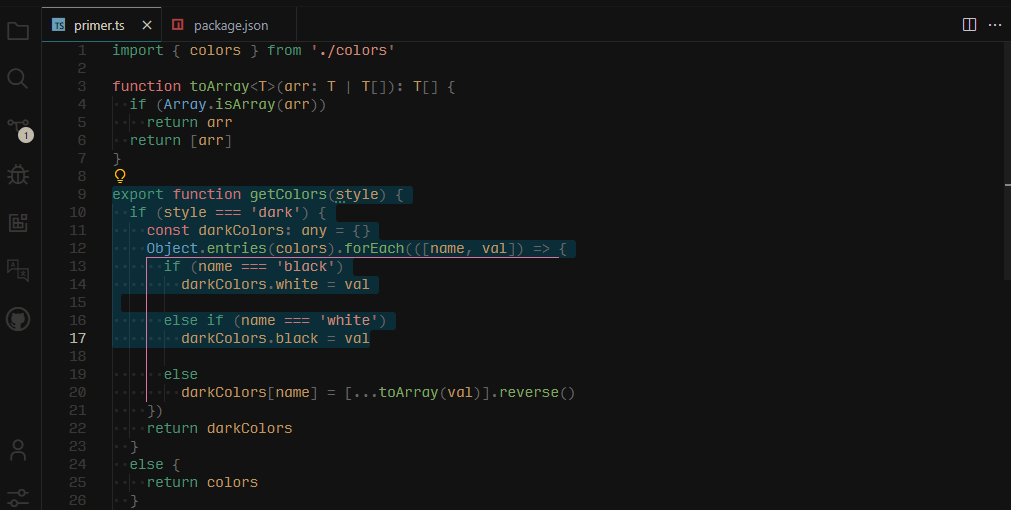 TS primer.ts × package.json
1 import { colors } from './colors'
2
3 function toArray<T>(arr: T | T[]): T[] {
4 if (Array.isArray(arr))
5 return arr
6 return [arr]
7 }
8
9 export function getColors(style) {
10 if (style === 'dark') {
11 const darkColors: any = {}
12 Object.entries(colors).forEach(([name, val]) => {
13 if (name === 'black')
14 darkColors.white = val
15
16 else if (name === 'white')
17 darkColors.black = val
18
19 else
20 darkColors[name] = [...toArray(val)].reverse()
21 })
22 return darkColors
23 }
24 else {
25 return colors
26 }
1